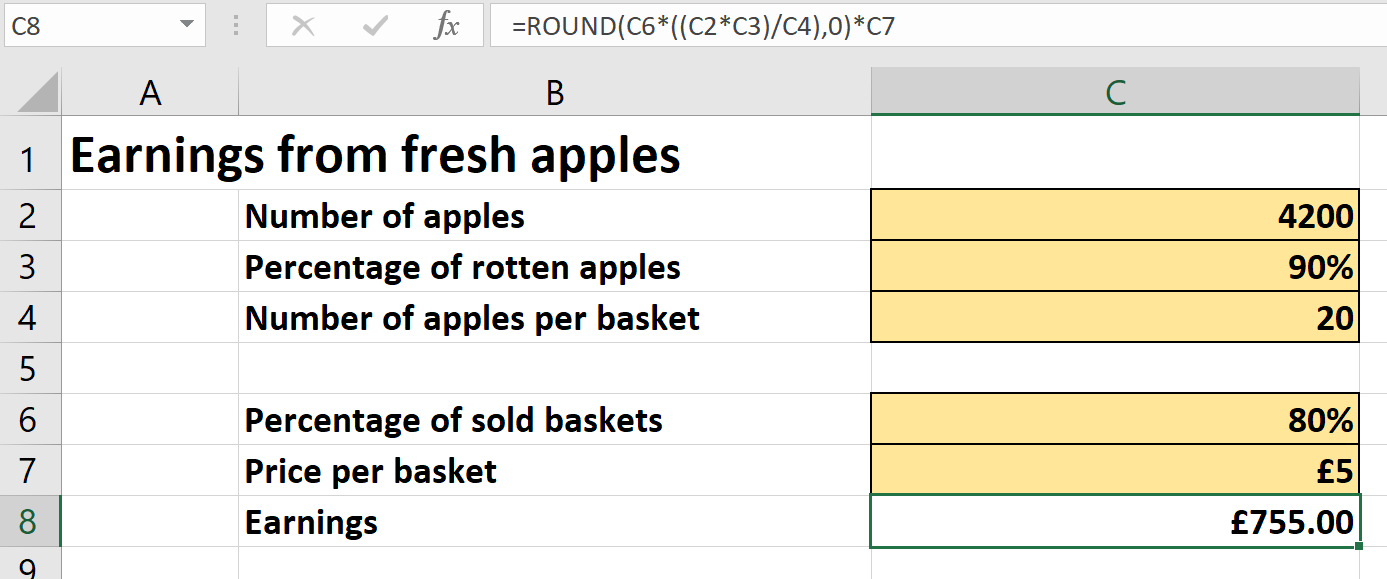 C8 fx =ROUND(C6*((C2*C3)/C4),0)*C7
A B C
1 Earnings from fresh apples
2 Number of apples 4200
3 Percentage of rotten apples 90%
4 Number of apples per basket 20
5
6 Percentage of sold baskets 80%
7 Price per basket £5
8 Earnings £755.00
9